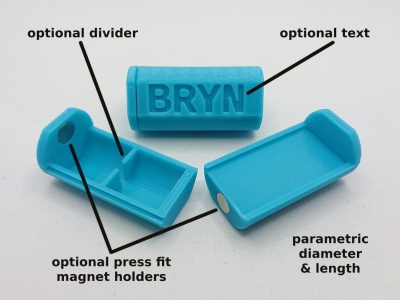 optional divider
optional text
BRYN
optional press fit
magnet holders
parametric
diameter
& length